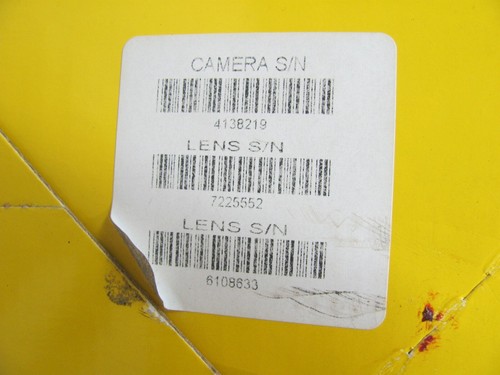 CAMERA S/N
4138219
LENS S/N
7225552
LENS S/N
6108633